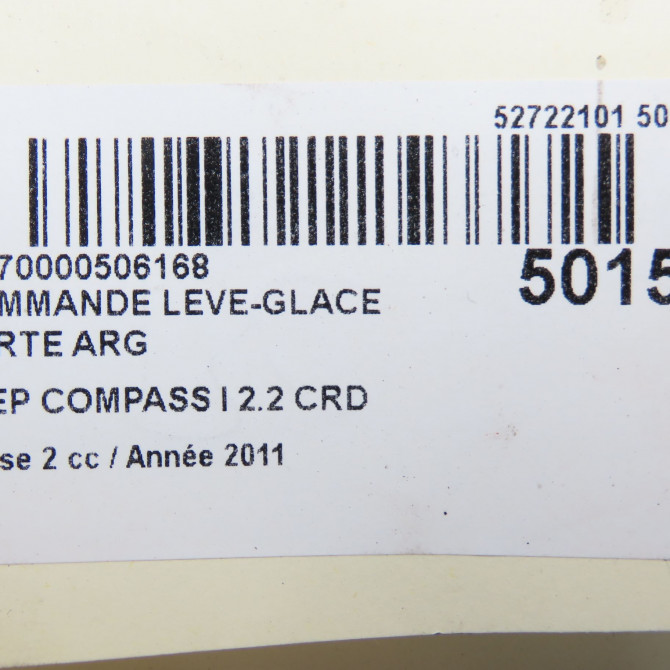 52722101 50
70000506168
5015
MMANDE LEVE-GLACE
RTE ARG
EP COMPASS I 2.2 CRD
se 2 cc / Année 2011